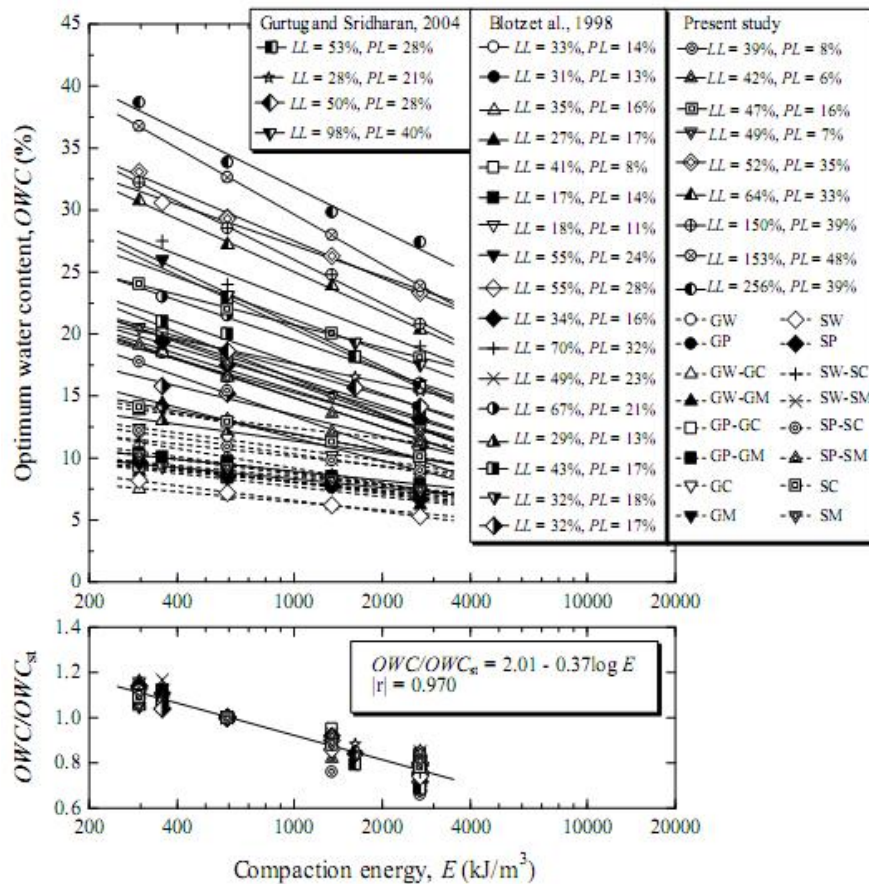 Gurtug and Sridharan, 2004
LL = 53%, PL = 28%
LL = 28%, PL = 21%
LL = 50%, PL = 28%
LL = 98%, PL = 40%
Blotz et al., 1998
LL = 33%, PL = 14%
LL = 31%, PL = 13%
LL = 35%, PL = 16%
LL = 27%, PL = 17%
LL = 41%, PL = 8%
LL = 17%, PL = 14%
LL = 18%, PL = 11%
LL = 55%, PL = 24%
LL = 55%, PL = 28%
LL = 34%, PL = 16%
LL = 70%, PL = 32%
LL = 49%, PL = 23%
LL = 67%, PL = 21%
LL = 29%, PL = 13%
LL = 43%, PL = 17%
LL = 32%, PL = 18%
LL = 32%, PL = 17%
Present study
LL = 39%, PL = 8%
LL = 42%, PL = 6%
LL = 47%, PL = 16%
LL = 49%, PL = 7%
LL = 52%, PL = 35%
LL = 64%, PL = 33%
LL = 150%, PL = 39%
LL = 153%, PL = 48%
LL = 256%, PL = 39%
GW SW
GP SP
GW-GC SW-SC
GW-GM SW-SM
GP-GC SP-SC
GP-GM SP-SM
GC SC
GM SM
Optimum water content, OWC (%)
45
40
35
30
25
20
15
10
5
0
200 400 1000 2000 4000 10000 20000
OWC/OWCst
1.4
1.2
1.0
0.8
0.6
OWC/OWCst = 2.01 - 0.37log E
|r| = 0.970
200 400 1000 2000 4000 10000 20000
Compaction energy, E (kJ/m³)